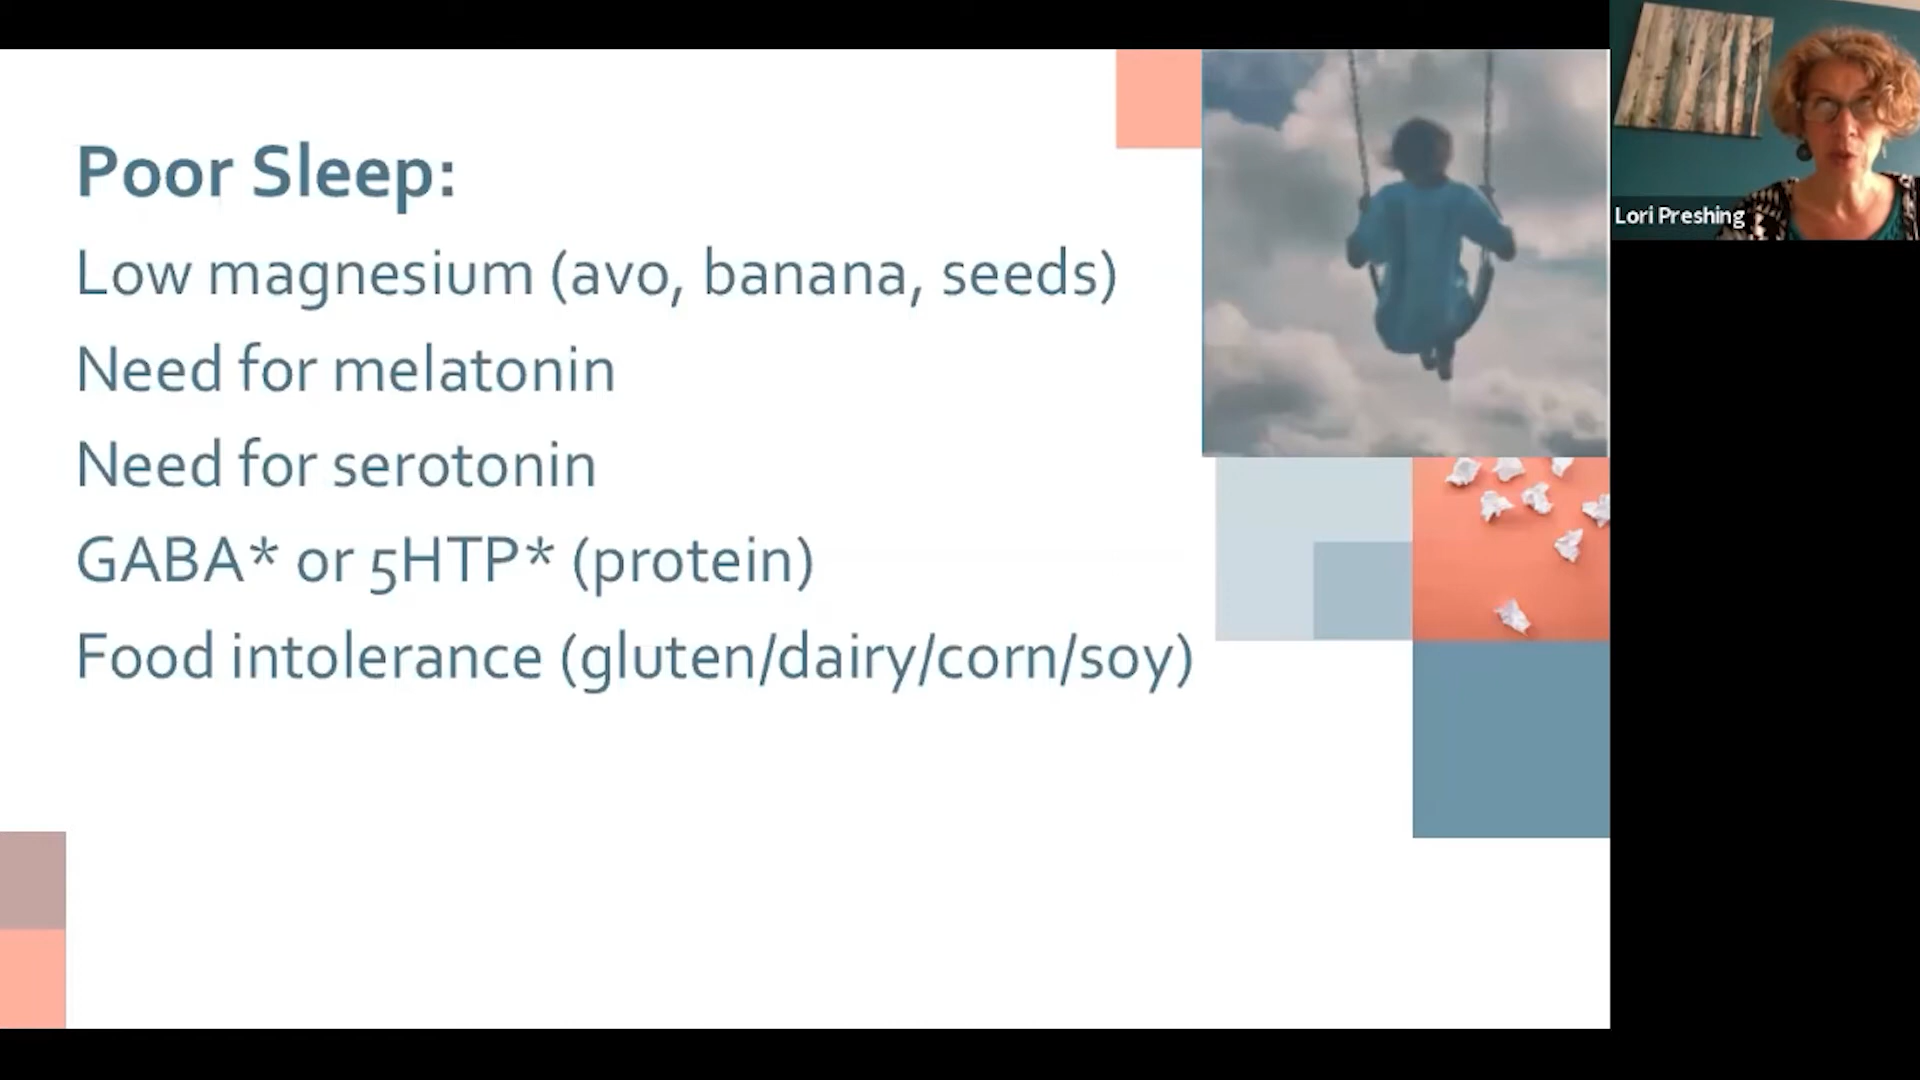 Poor Sleep:
Low magnesium (avo, banana, seeds)
Need for melatonin
Need for serotonin
GABA* or 5HTP* (protein)
Food intolerance (gluten/dairy/corn/soy)
Lori Preshing